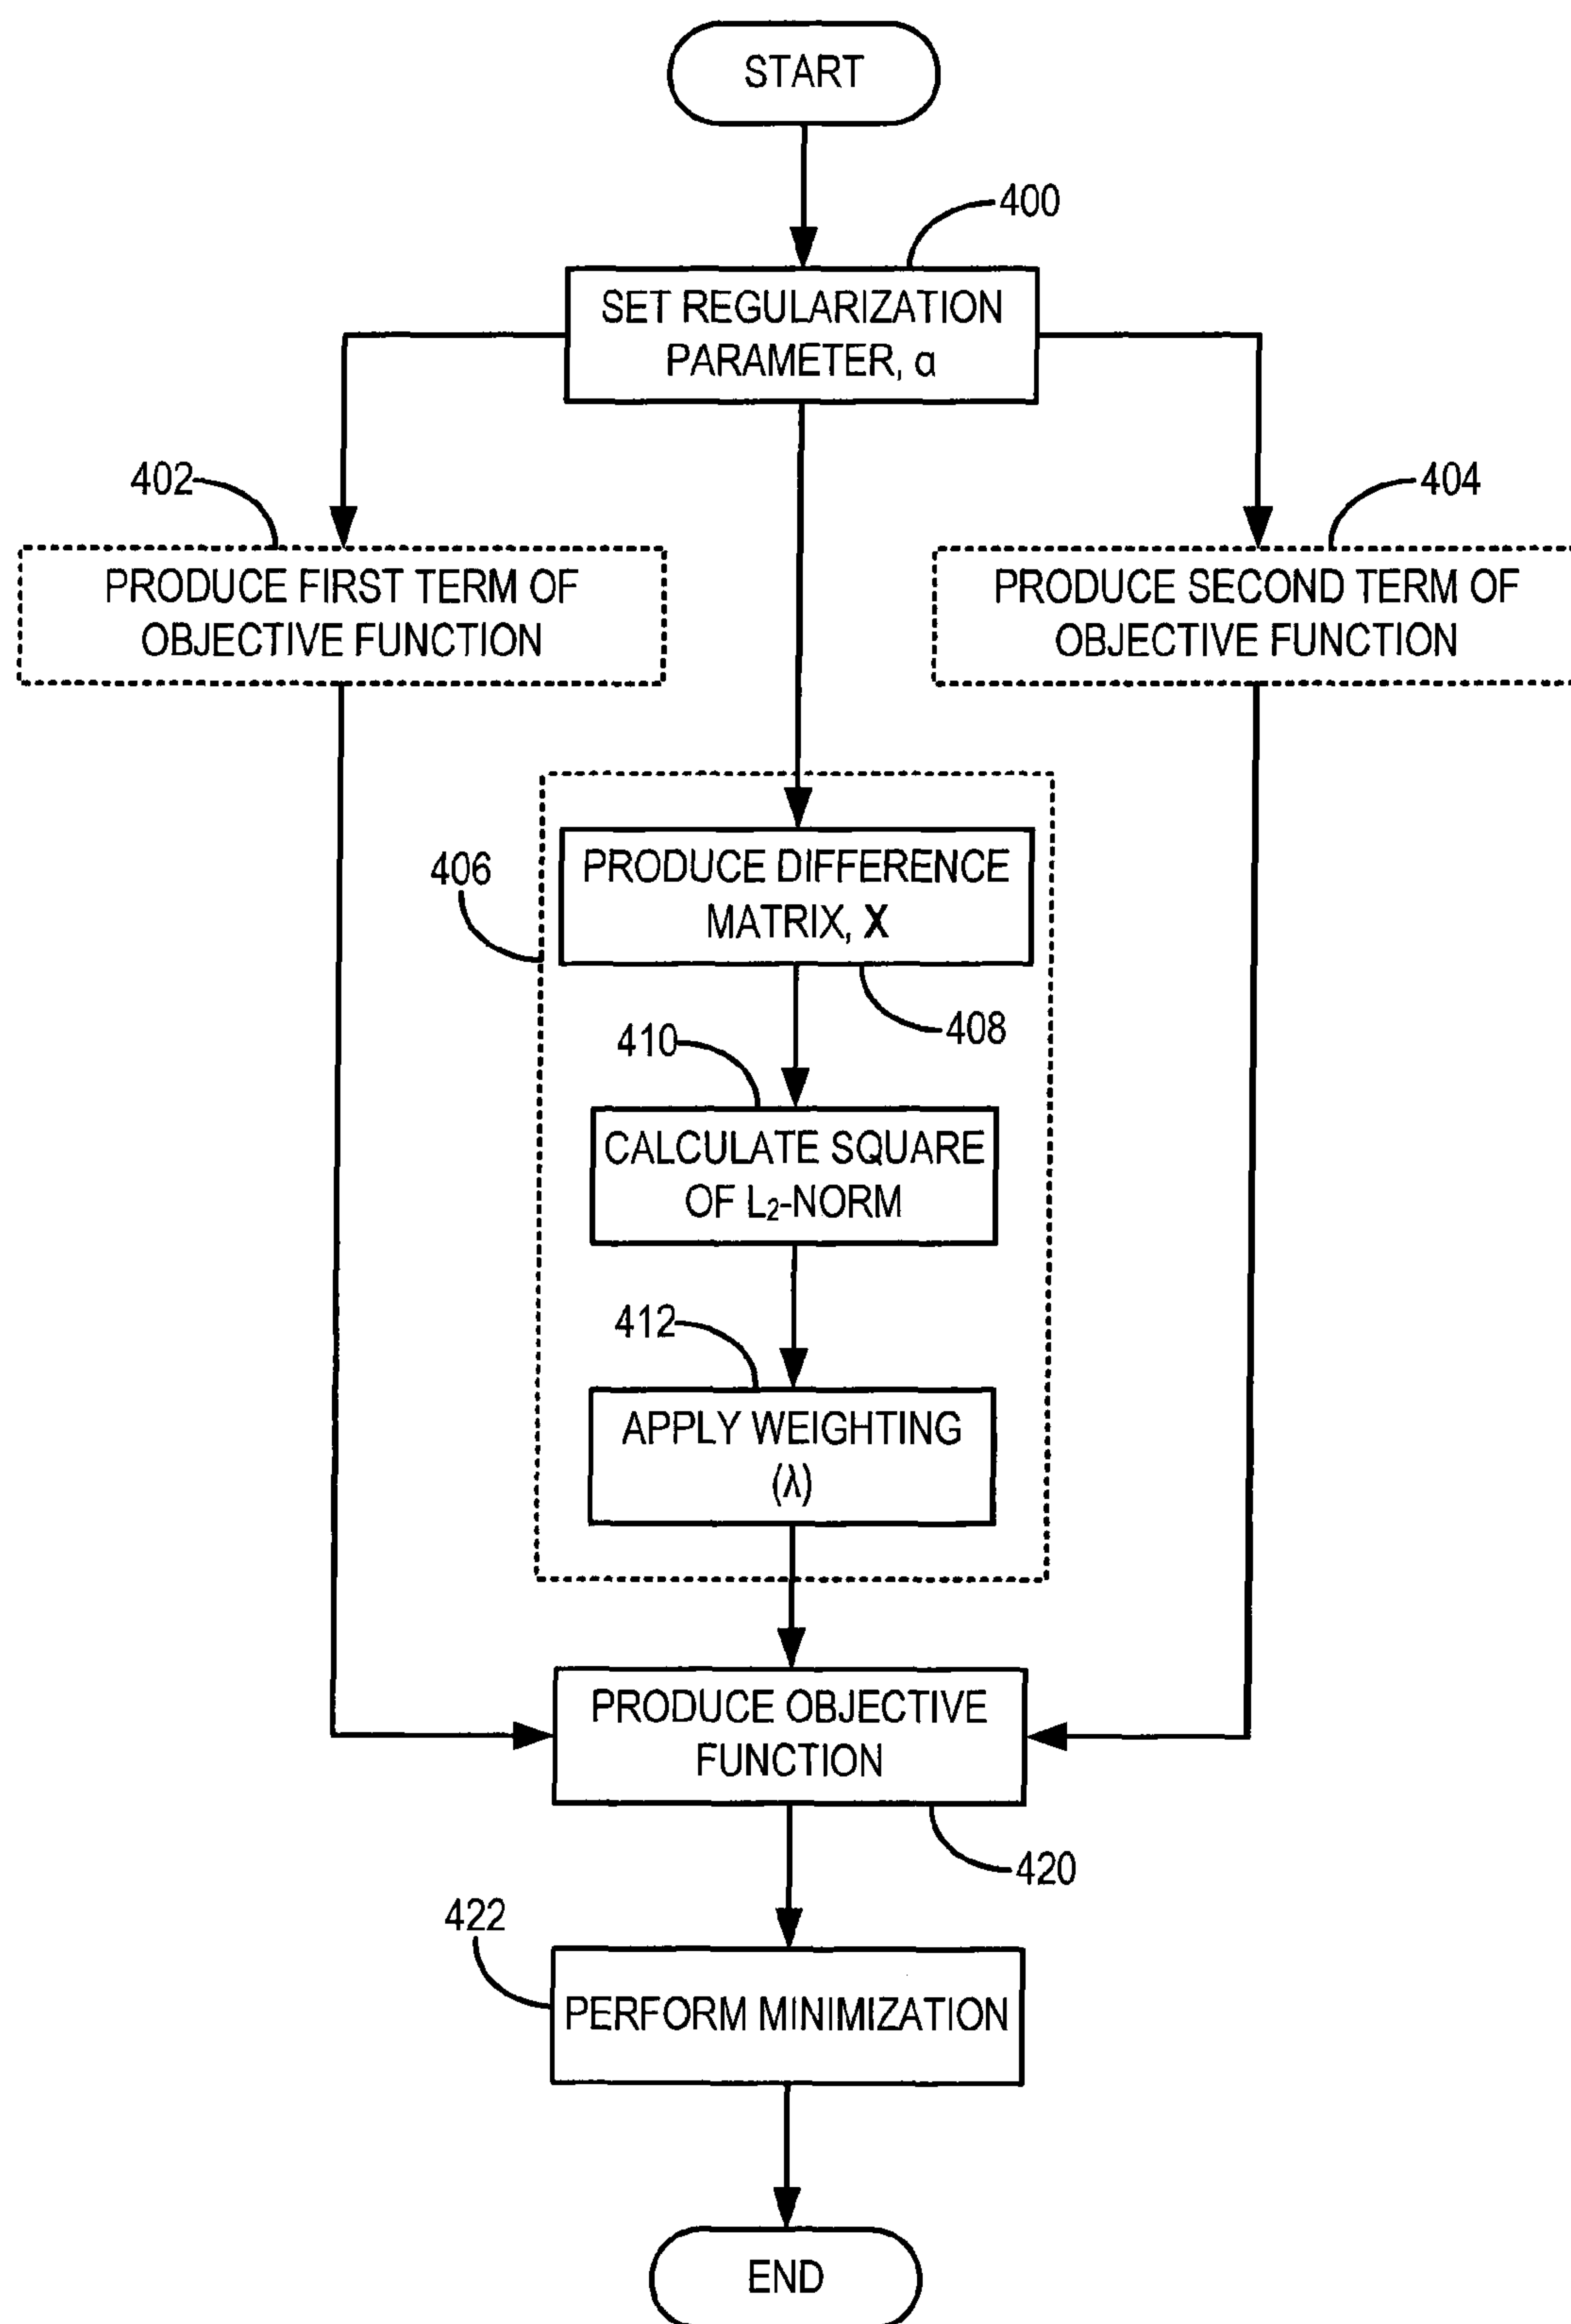 START
400
SET REGULARIZATION
PARAMETER, α
402
404
PRODUCE FIRST TERM OF
OBJECTIVE FUNCTION
PRODUCE SECOND TERM OF
OBJECTIVE FUNCTION
406
PRODUCE DIFFERENCE
MATRIX, X
408
410
CALCULATE SQUARE
OF L₂-NORM
412
APPLY WEIGHTING
(λ)
PRODUCE OBJECTIVE
FUNCTION
420
422
PERFORM MINIMIZATION
END